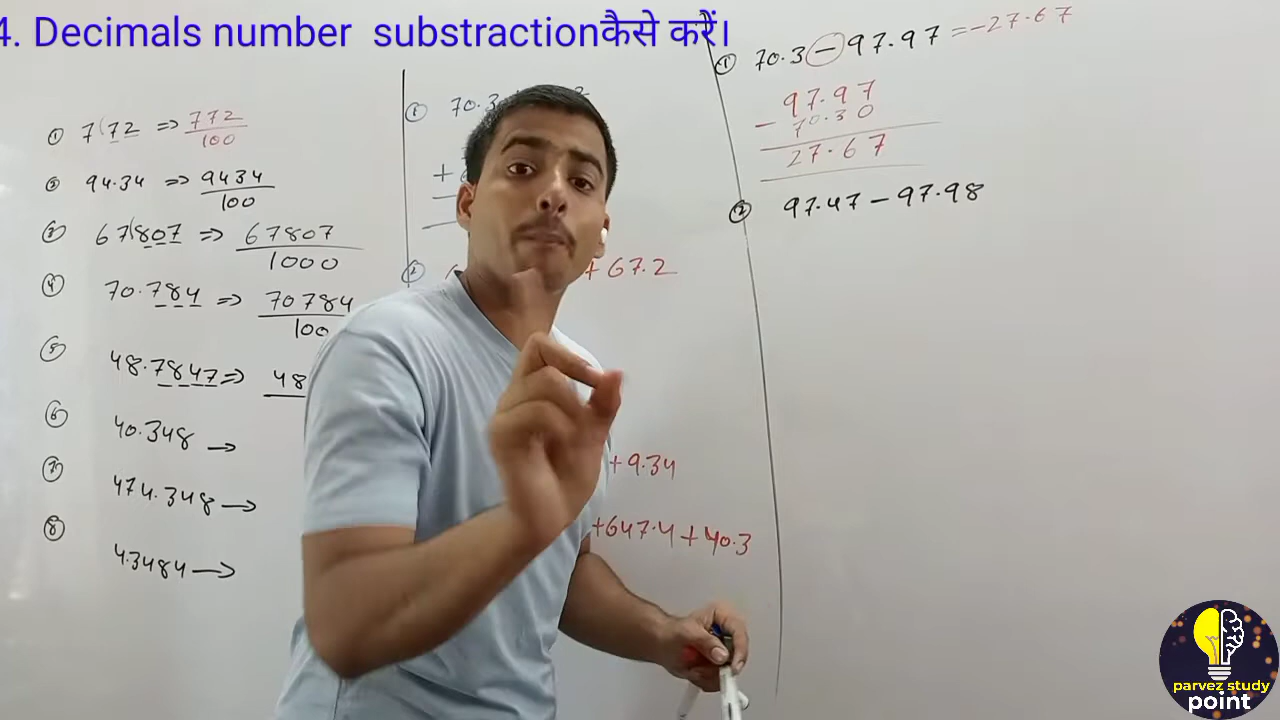 4. Decimals number substractionकैसे करें।
① 7(72 => 772/100
② 94.34 => 9434/100
③ 67(807 => 67807/1000
④ 70.784 => 70784/100
⑤ 48.7847 => 48
⑥ 40.348 →
⑦ 474.348 →
⑧ 4.3484 →
① 70.3
+
②
+ 67.2
+ 9.34
+647.4 + 40.3
① 70.3 - 97.97 = -27.67
97.97
- 70.30
27.67
② 97.47 - 97.98
parvez study
point